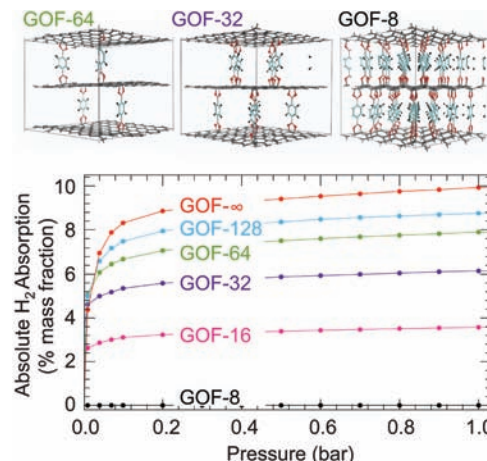 GOF-64 GOF-32 GOF-8
Absolute H₂ Absorption
(% mass fraction)
10
8
6
4
2
0
GOF-∞
GOF-128
GOF-64
GOF-32
GOF-16
GOF-8
0.0 0.2 0.4 0.6 0.8 1.0
Pressure (bar)